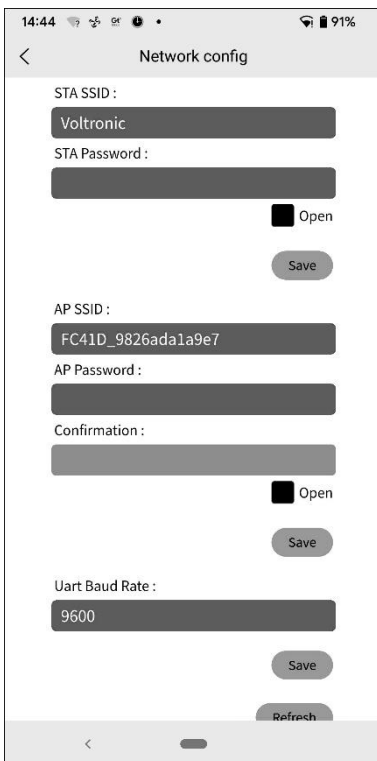 14:44
91%
Network config
STA SSID :
Voltronic
STA Password :
Open
Save
AP SSID :
FC41D_9826ada1a9e7
AP Password :
Confirmation :
Open
Save
Uart Baud Rate :
9600
Save
Refresh